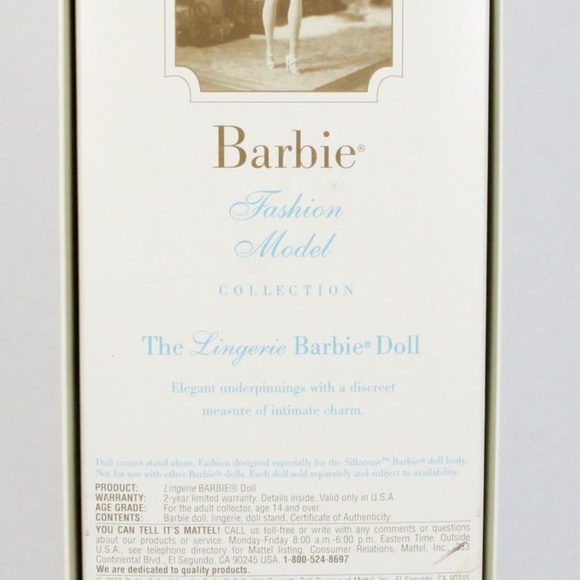 Barbie®
Fashion
Model
COLLECTION
The Lingerie Barbie® Doll
Elegant underpinnings with a discreet
measure of intimate charm.
Doll cannot stand alone. Fashion designed especially for the Silkstone™ Barbie® doll body.
Not for use with other Barbie® dolls. Each doll sold separately and subject to availability.
PRODUCT: Lingerie BARBIE® Doll
WARRANTY: 2-year limited warranty. Details inside. Valid only in U.S.A.
AGE GRADE: For the adult collector, age 14 and over.
CONTENTS: Barbie doll, lingerie, doll stand, Certificate of Authenticity.
YOU CAN TELL IT'S MATTEL! CALL us toll-free or write with any comments or questions
about our products or service. Monday-Friday 8:00 a.m.-6:00 p.m. Eastern Time. Outside
U.S.A., see telephone directory for Mattel listing. Consumer Relations, Mattel, Inc.,
Continental Blvd., El Segundo, CA 90245 USA. 1-800-524-8697
We are dedicated to quality products.